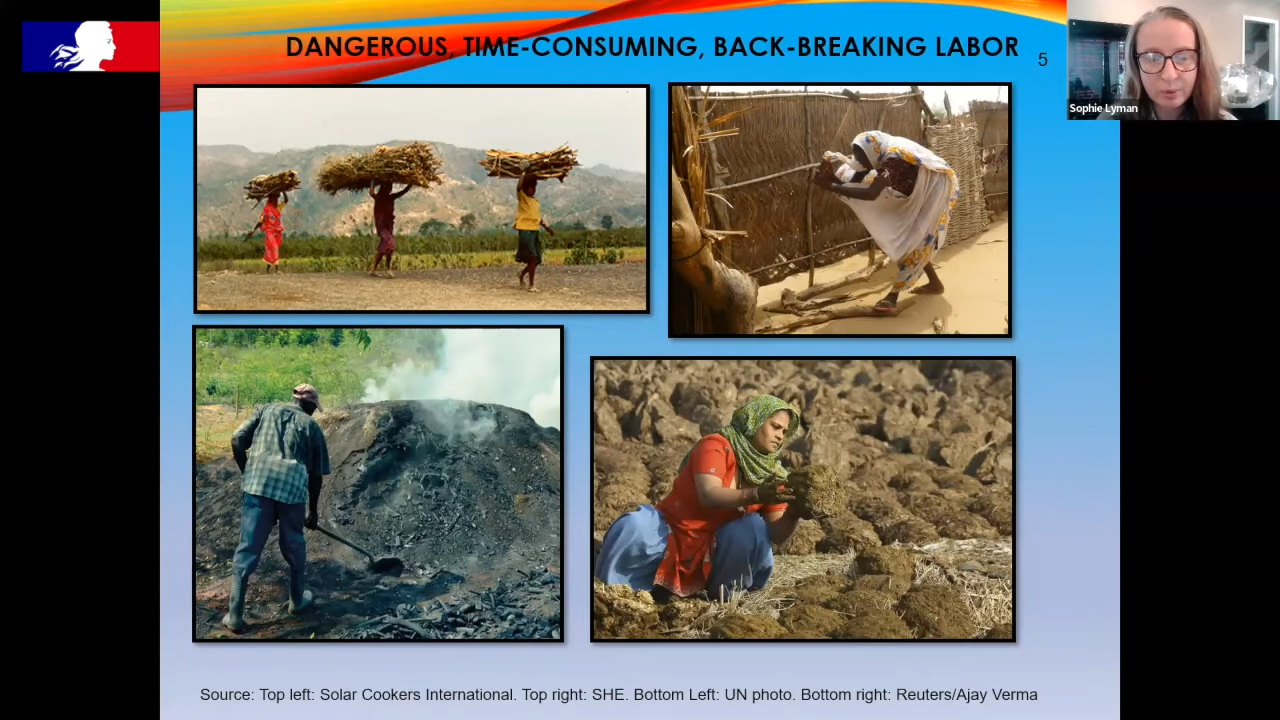 DANGEROUS, TIME-CONSUMING, BACK-BREAKING LABOR
5
Sophie Lyman
Source: Top left: Solar Cookers International. Top right: SHE. Bottom Left: UN photo. Bottom right: Reuters/Ajay Verma